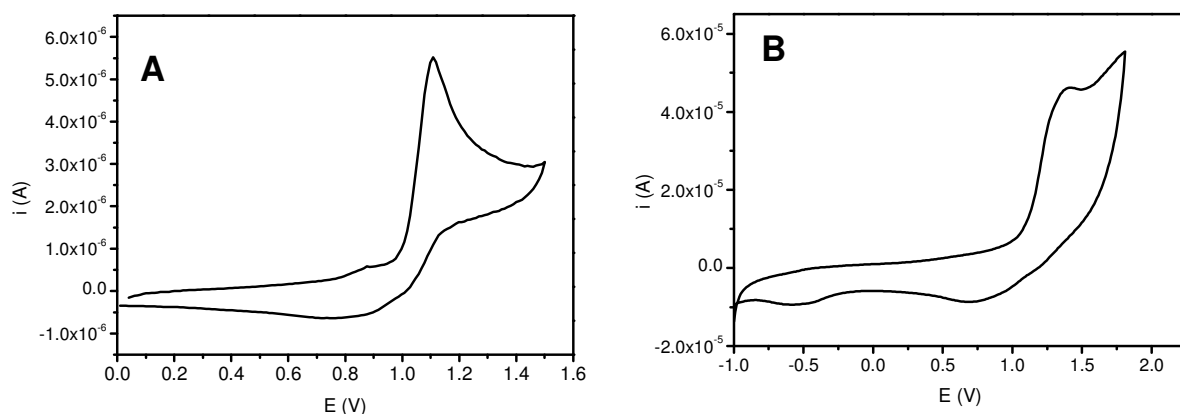 A
i (A)
6.0x10⁻⁶
5.0x10⁻⁶
4.0x10⁻⁶
3.0x10⁻⁶
2.0x10⁻⁶
1.0x10⁻⁶
0.0
-1.0x10⁻⁶
0.0 0.2 0.4 0.6 0.8 1.0 1.2 1.4 1.6
E (V)
B
i (A)
6.0x10⁻⁵
4.0x10⁻⁵
2.0x10⁻⁵
0.0
-2.0x10⁻⁵
-1.0 -0.5 0.0 0.5 1.0 1.5 2.0
E (V)